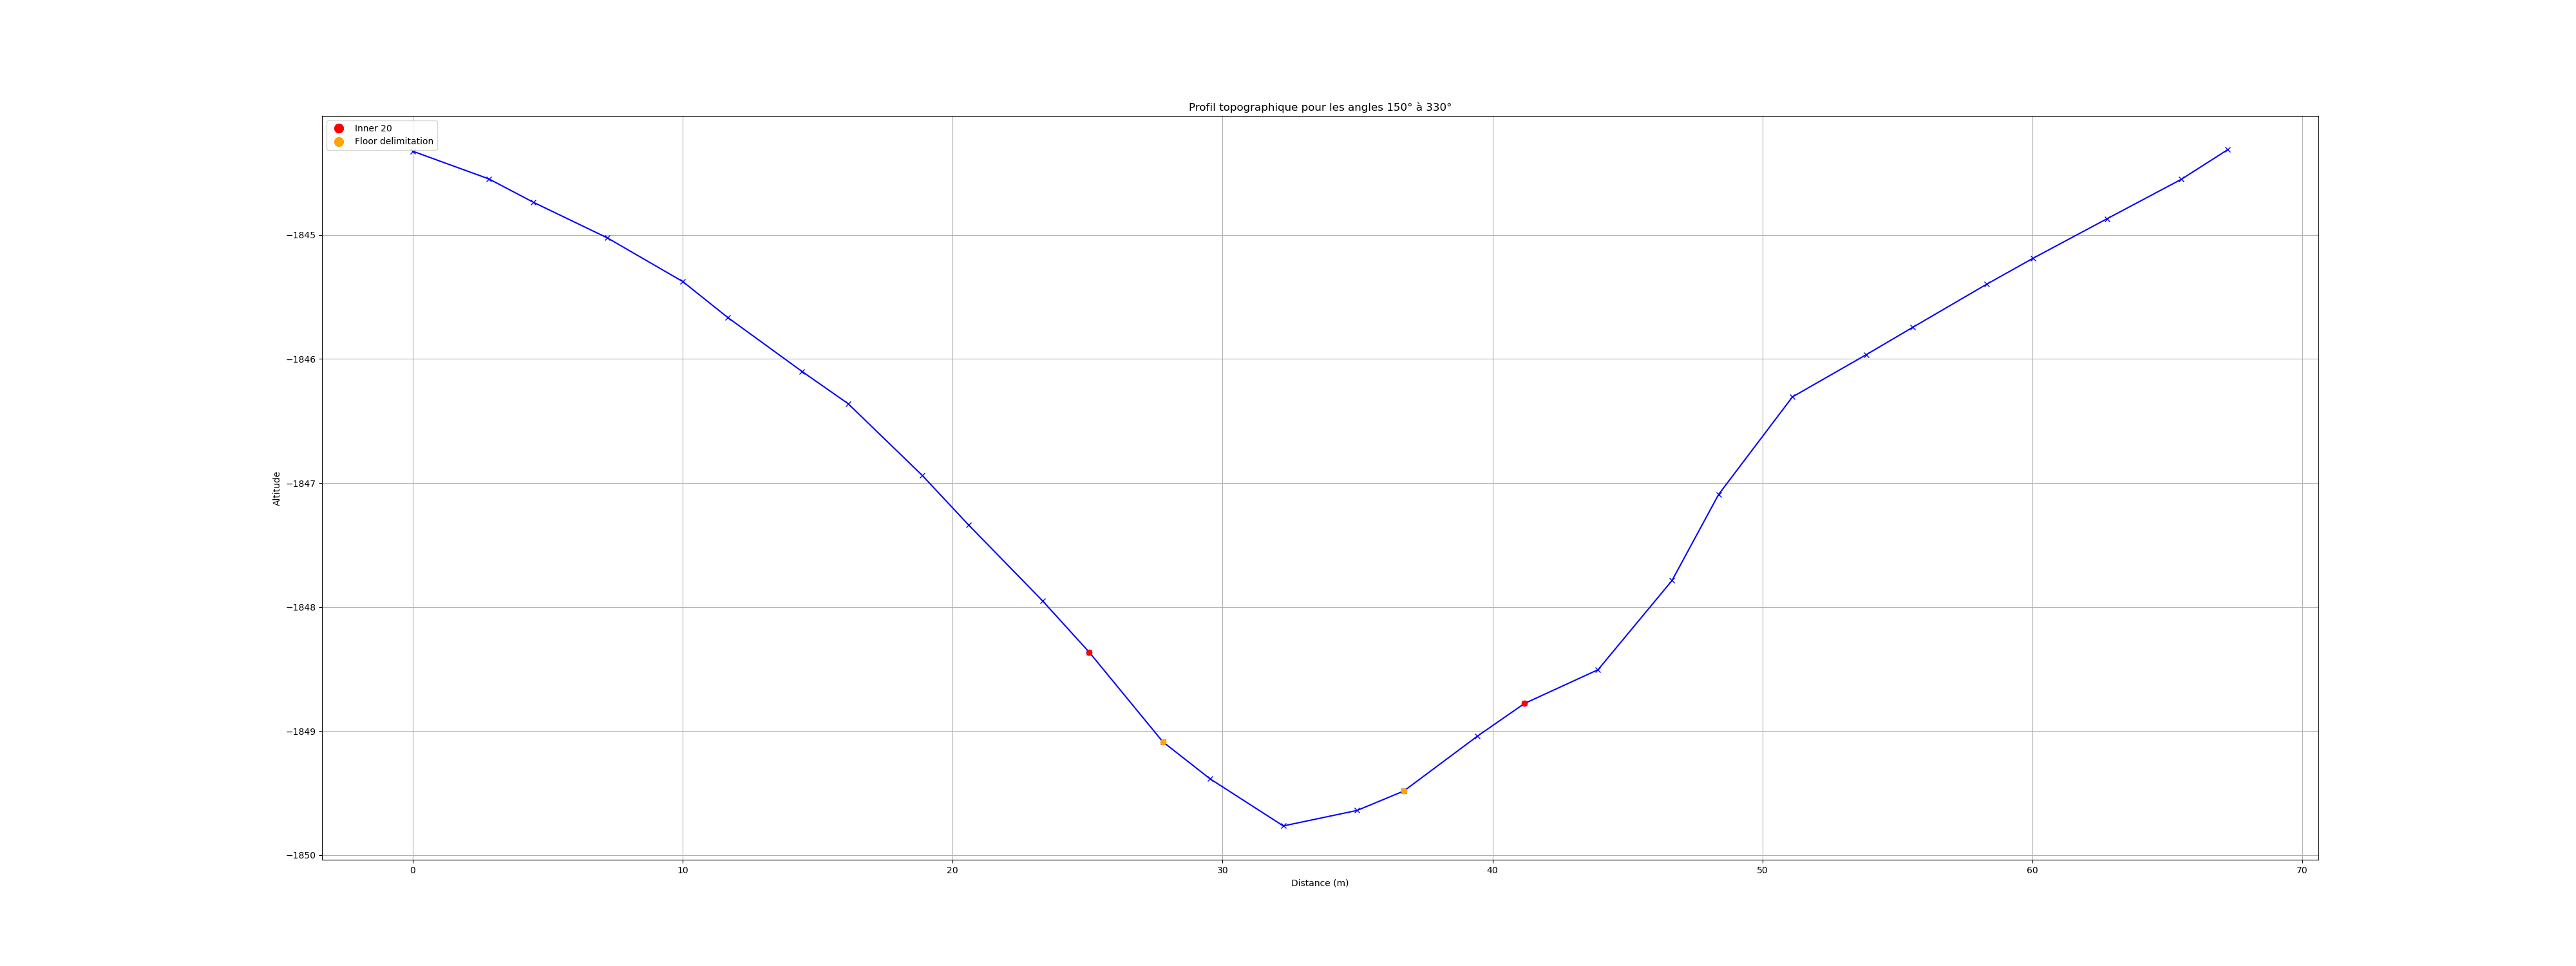 Profil topographique pour les angles 150° à 330°
Inner 20
Floor delimitation
Altitude
−1845
−1846
−1847
−1848
−1849
−1850
0 10 20 30 40 50 60 70
Distance (m)